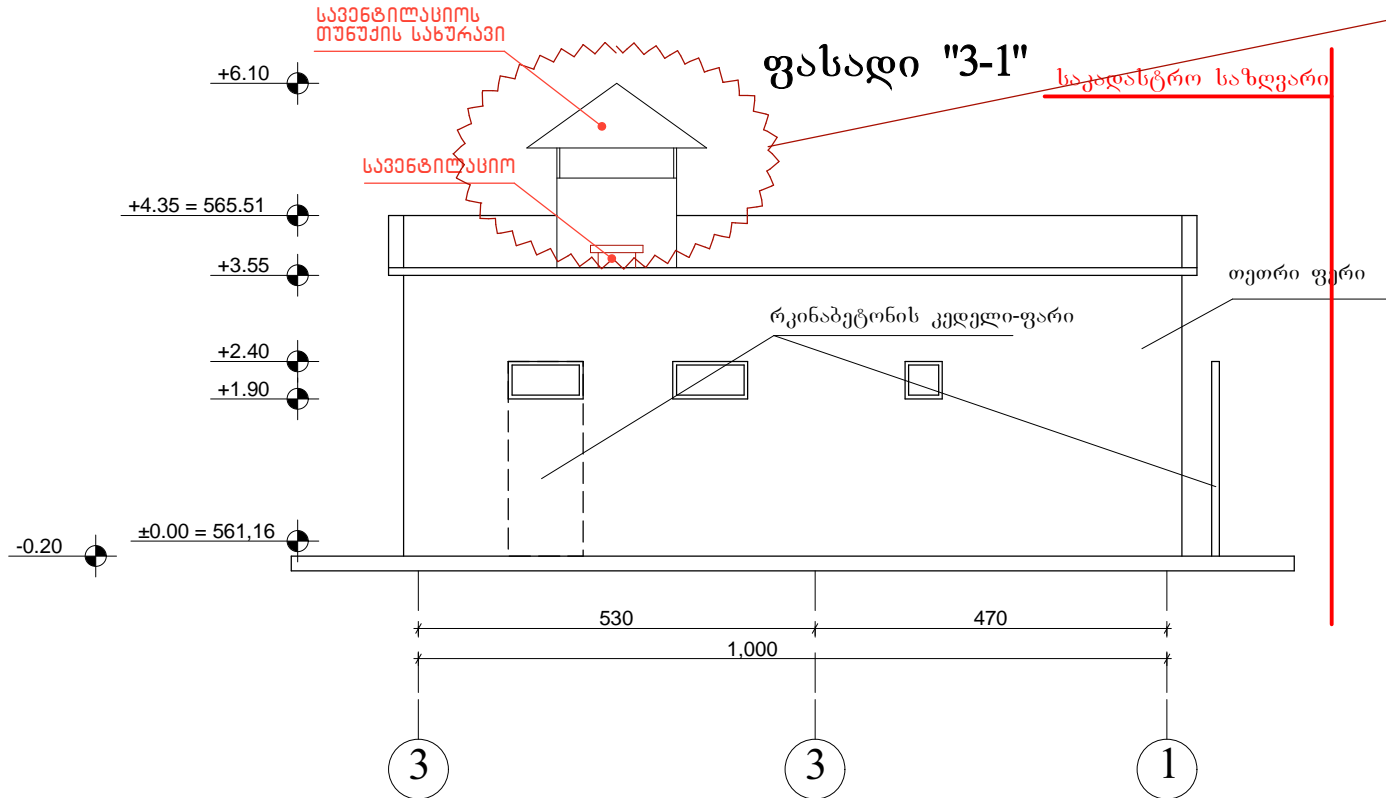 სავენტილაციოს
თუნუქის სახურავი
ფასადი "3-1"
+6.10
საკადასტრო საზღვარი
სავენტილაციო
+4.35 = 565.51
+3.55
თეთრი ფერი
რკინაბეტონის კედელი-ფარი
+2.40
+1.90
±0.00 = 561,16
-0.20
530
470
1,000
3
3
1